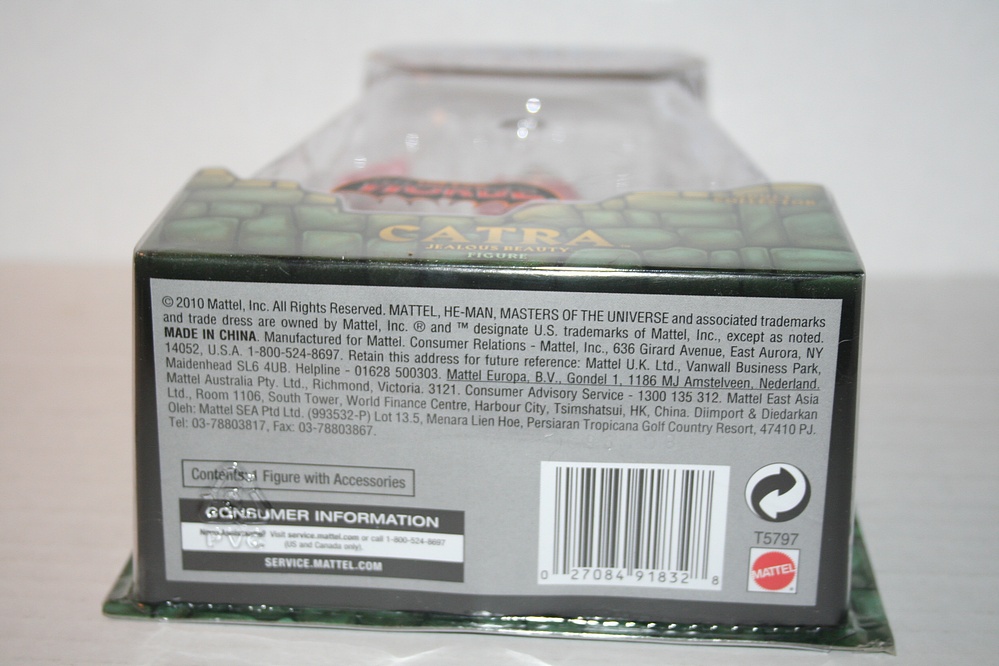 HORDE
COLLECTOR
CATRA™
JEALOUS BEAUTY™
FIGURE
© 2010 Mattel, Inc. All Rights Reserved. MATTEL, HE-MAN, MASTERS OF THE UNIVERSE and associated trademarks
and trade dress are owned by Mattel, Inc. ® and ™ designate U.S. trademarks of Mattel, Inc., except as noted.
MADE IN CHINA. Manufactured for Mattel. Consumer Relations - Mattel, Inc., 636 Girard Avenue, East Aurora, NY
14052, U.S.A. 1-800-524-8697. Retain this address for future reference: Mattel U.K. Ltd., Vanwall Business Park,
Maidenhead SL6 4UB. Helpline - 01628 500303. Mattel Europa, B.V., Gondel 1, 1186 MJ Amstelveen, Nederland.
Mattel Australia Pty. Ltd., Richmond, Victoria. 3121. Consumer Advisory Service - 1300 135 312. Mattel East Asia
Ltd., Room 1106, South Tower, World Finance Centre, Harbour City, Tsimshatsui, HK, China. Diimport & Diedarkan
Oleh: Mattel SEA Ptd Ltd. (993532-P) Lot 13.5, Menara Lien Hoe, Persiaran Tropicana Golf Country Resort, 47410 PJ.
Tel: 03-78803817, Fax: 03-78803867.
Contents: 1 Figure with Accessories
CONSUMER INFORMATION
Visit service.mattel.com or call 1-800-524-8697
(US and Canada only).
SERVICE.MATTEL.COM
PVC
0 27084 91832 8
T5797
MATTEL